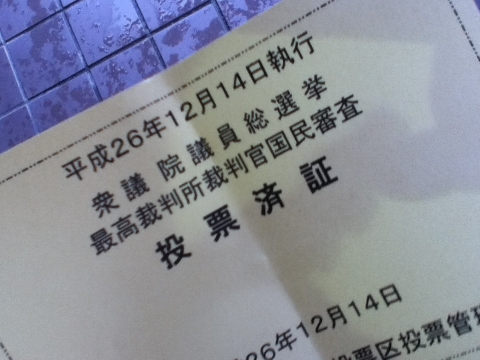 平成26年12月14日執行
衆議院議員総選挙
最高裁判所裁判官国民審査
投票済証
26年12月14日
票区投票管理